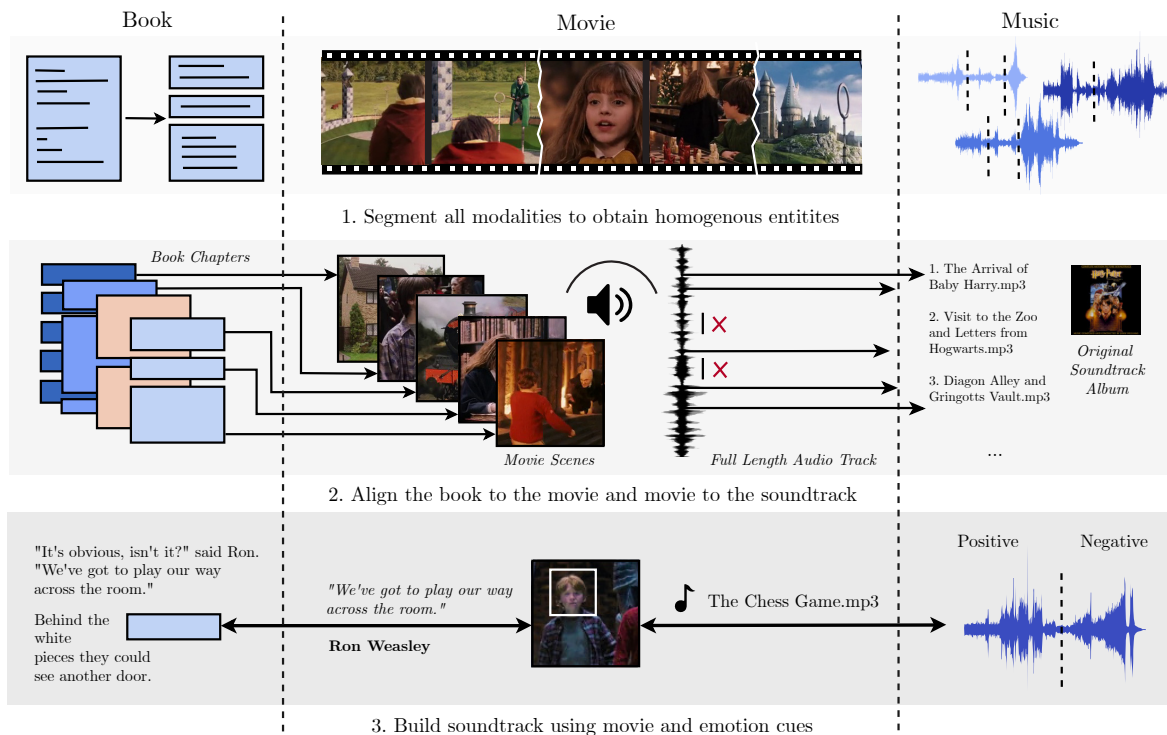 Book
Movie
Music
1. Segment all modalities to obtain homogenous entitites
Book Chapters
1. The Arrival of
Baby Harry.mp3
2. Visit to the Zoo
and Letters from
Hogwarts.mp3
3. Diagon Alley and
Gringotts Vault.mp3
...
Original
Soundtrack
Album
Movie Scenes
Full Length Audio Track
2. Align the book to the movie and movie to the soundtrack
"It's obvious, isn't it?" said Ron.
"We've got to play our way
across the room."
Behind the
white
pieces they could
see another door.
"We've got to play our way
across the room."
Ron Weasley
The Chess Game.mp3
Positive
Negative
3. Build soundtrack using movie and emotion cues